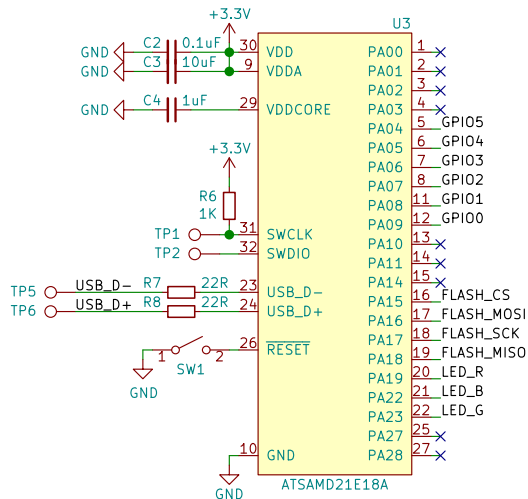 +3.3V
U3
GND C2 0.1uF 30 VDD PA00 1
GND C3 10uF 9 VDDA PA01 2
PA02 3
GND C4 1uF 29 VDDCORE PA03 4
PA04 5 GPIO5
PA05 6 GPIO4
+3.3V
PA06 7 GPIO3
PA07 8 GPIO2
R6 1K
PA08 11 GPIO1
PA09 12 GPIO0
TP1 31 SWCLK PA10 13
TP2 32 SWDIO PA11 14
PA14 15
TP5 USB_D- R7 22R 23 USB_D- PA15 16 FLASH_CS
TP6 USB_D+ R8 22R 24 USB_D+ PA16 17 FLASH_MOSI
PA17 18 FLASH_SCK
1 SW1 2 26 RESET PA18 19 FLASH_MISO
GND
PA19 20 LED_R
PA22 21 LED_B
PA23 22 LED_G
PA27 25
10 GND PA28 27
GND
ATSAMD21E18A